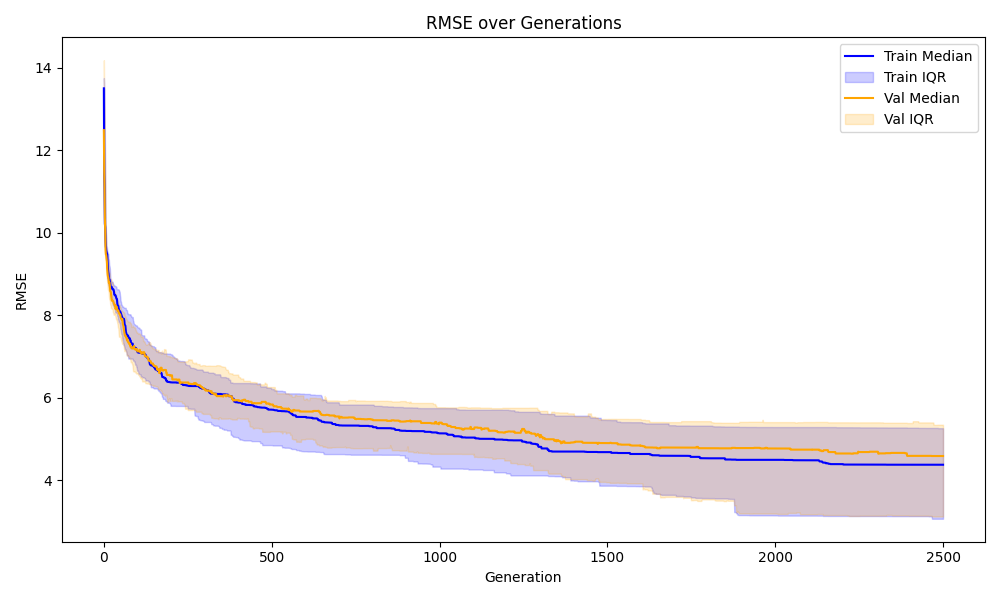 RMSE over Generations
14
12
10
8
6
4
RMSE
0
500
1000
1500
2000
2500
Generation
Train Median
Train IQR
Val Median
Val IQR